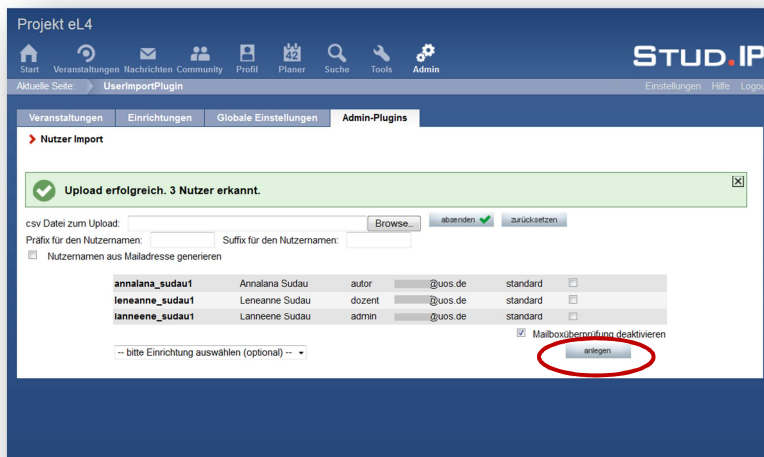 Projekt eL4
Start Veranstaltungen Nachrichten Community Profil Planer Suche Tools Admin
42
STUD.IP
Aktuelle Seite: UserImportPlugin Einstellungen Hilfe Logou
Veranstaltungen Einrichtungen Globale Einstellungen Admin-Plugins
Nutzer Import
Upload erfolgreich. 3 Nutzer erkannt.
csv Datei zum Upload: Browse... absenden zurücksetzen
Präfix für den Nutzernamen: Suffix für den Nutzernamen:
Nutzernamen aus Mailadresse generieren
annalana_sudau1 Annalana Sudau autor @uos.de standard
leneanne_sudau1 Leneanne Sudau dozent @uos.de standard
lanneene_sudau1 Lanneene Sudau admin @uos.de standard
Mailboxüberprüfung deaktivieren
-- bitte Einrichtung auswählen (optional) -- anlegen